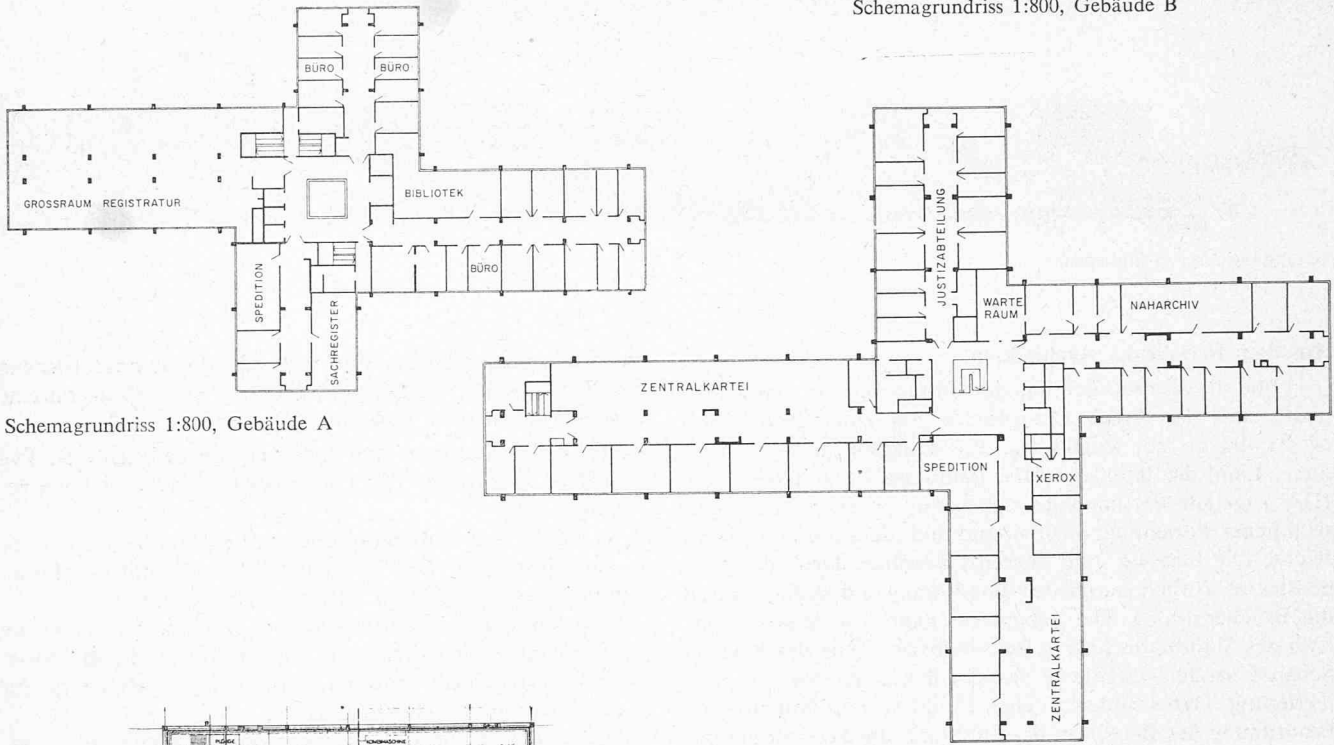 Schemagrundriss 1:800, Gebäude B
BÜRO
BÜRO
GROSSRAUM REGISTRATUR
BIBLIOTEK
BÜRO
SPEDITION
SACHREGISTER
Schemagrundriss 1:800, Gebäude A
JUSTIZABTEILUNG
WARTE
RAUM
NAHARCHIV
ZENTRALKARTEI
SPEDITION
XEROX
ZENTRALKARTEI